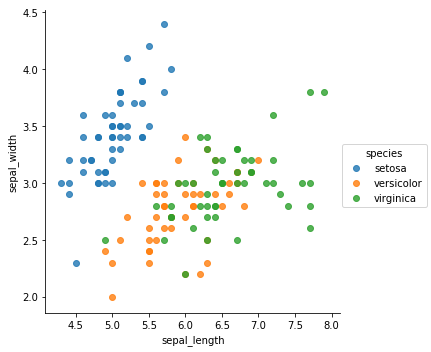 4.5
4.0
3.5
3.0
2.5
2.0
sepal_width
4.5 5.0 5.5 6.0 6.5 7.0 7.5 8.0
sepal_length
species
setosa
versicolor
virginica